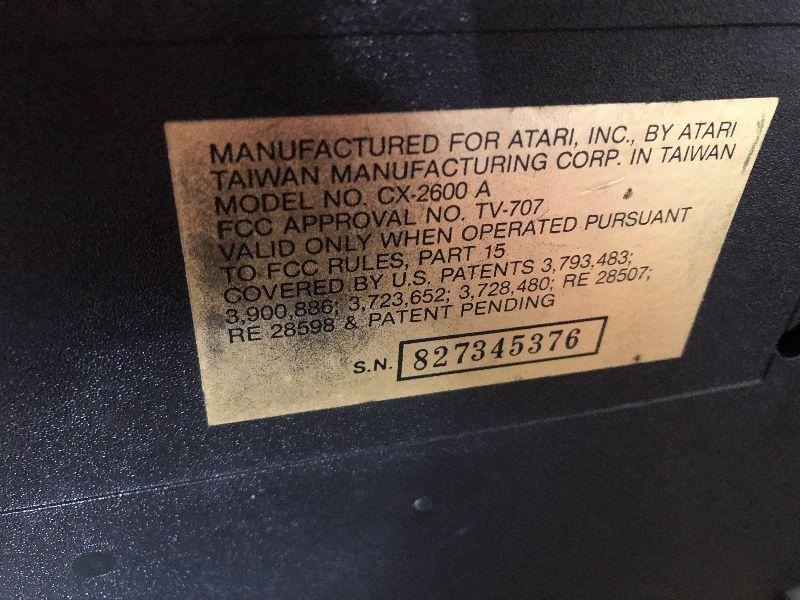 MANUFACTURED FOR ATARI, INC., BY ATARI
TAIWAN MANUFACTURING CORP. IN TAIWAN
MODEL NO. CX-2600 A
FCC APPROVAL NO. TV-707
VALID ONLY WHEN OPERATED PURSUANT
TO FCC RULES, PART 15
COVERED BY U.S. PATENTS 3,793,483;
3,900,886; 3,723,652; 3,728,480; RE 28507;
RE 28598 & PATENT PENDING
S.N. 827345376